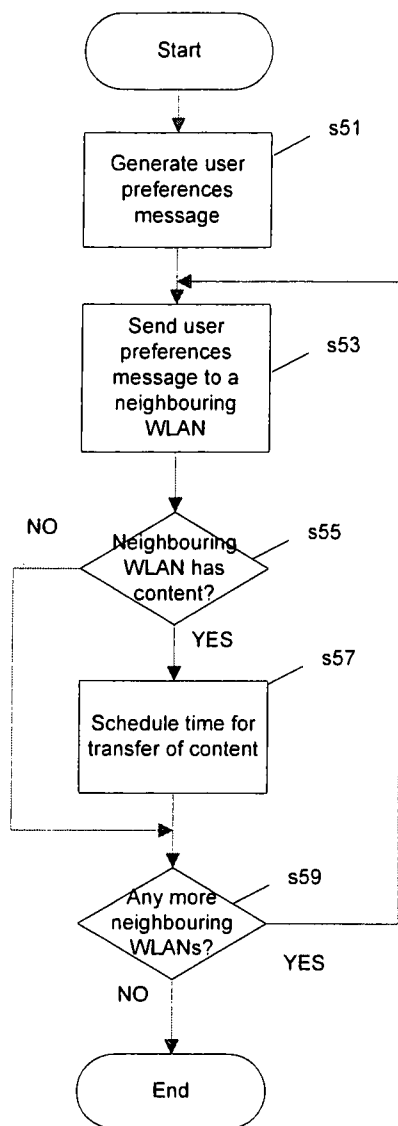 Start
s51
Generate user
preferences
message
Send user
preferences
message to a
neighbouring
WLAN
s53
NO
Neighbouring
WLAN has
content?
s55
YES
s57
Schedule time for
transfer of content
s59
Any more
neighbouring
WLANs?
YES
NO
End